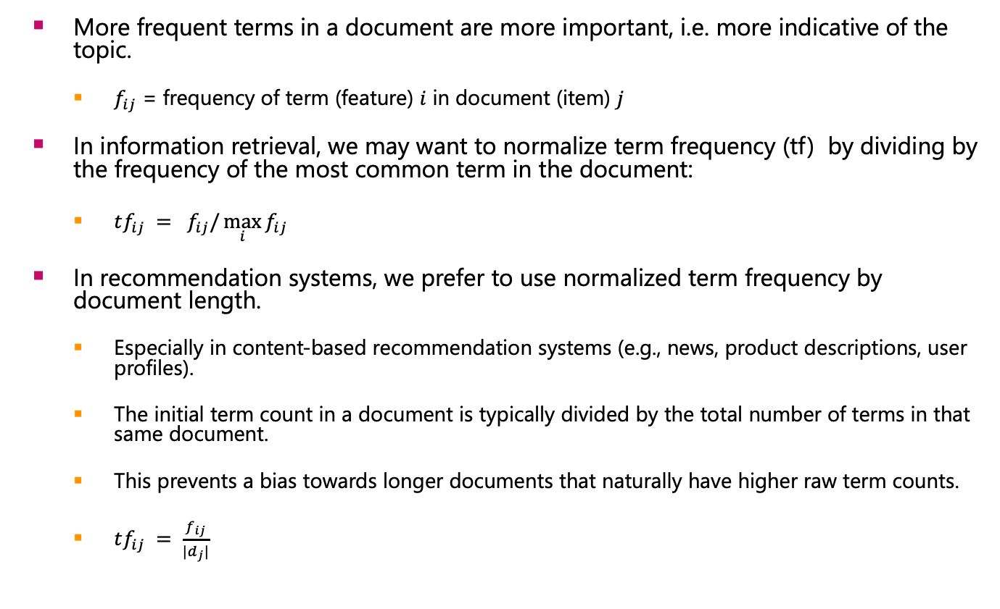 ▪ More frequent terms in a document are more important, i.e. more indicative of the
topic.
▪ f_{ij} = frequency of term (feature) i in document (item) j
▪ In information retrieval, we may want to normalize term frequency (tf)  by dividing by
the frequency of the most common term in the document:
▪ tf_{ij} = f_{ij} / max_i f_{ij}
▪ In recommendation systems, we prefer to use normalized term frequency by
document length.
▪ Especially in content-based recommendation systems (e.g., news, product descriptions, user
profiles).
▪ The initial term count in a document is typically divided by the total number of terms in that
same document.
▪ This prevents a bias towards longer documents that naturally have higher raw term counts.
▪ tf_{ij} = \frac{f_{ij}}{|d_j|}